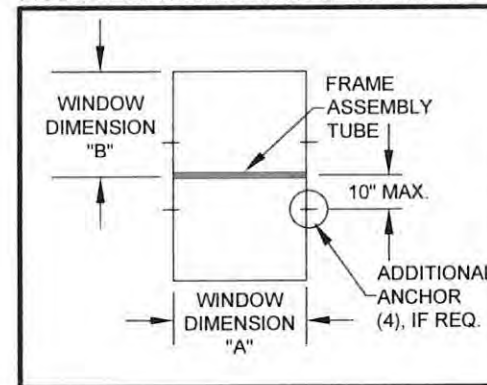 FRAME
ASSEMBLY
TUBE
WINDOW
DIMENSION
"B"
10" MAX.
ADDITIONAL
ANCHOR
(4), IF REQ.
WINDOW
DIMENSION
"A"